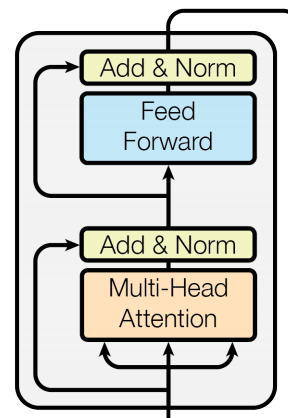 Add & Norm
Feed
Forward
Add & Norm
Multi-Head
Attention